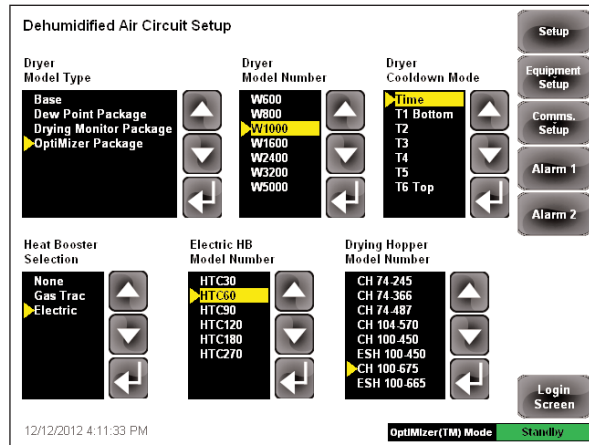 Dehumidified Air Circuit Setup
Setup
Dryer
Model Type
Base
Dew Point Package
Drying Monitor Package
OptiMizer Package
Dryer
Model Number
W600
W800
W1000
W1600
W2400
W3200
W5000
Dryer
Cooldown Mode
Time
T1 Bottom
T2
T3
T4
T5
T6 Top
Equipment
Setup
Comms.
Setup
Alarm 1
Alarm 2
Heat Booster
Selection
None
Gas Trac
Electric
Electric HB
Model Number
HTC30
HTC60
HTC90
HTC120
HTC180
HTC270
Drying Hopper
Model Number
CH 74-245
CH 74-366
CH 74-487
CH 104-570
CH 100-450
ESH 100-450
CH 100-675
ESH 100-665
Login
Screen
12/12/2012 4:11:33 PM
OptiMizer(TM) Mode
Standby